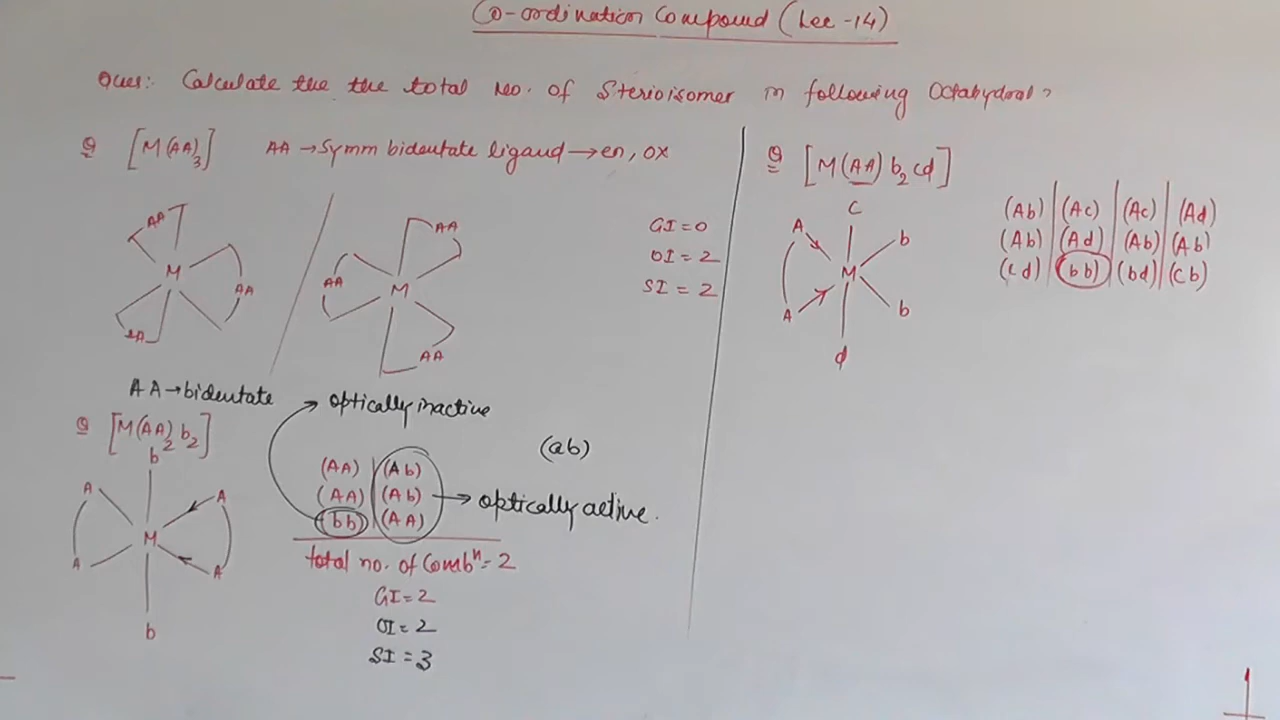 Co-ordination Compound (Lec-14)
Ques:. Calculate the the total no. of Sterioisomer in following Octahydral?
Q [M(AA)3] AA → Symm bidentate ligand → en, ox
AA
M
AA
AA
AA
AA
M
AA
GI = 0
OI = 2
SI = 2
AA → bidentate
optically inactive
Q [M(AA)2 b2]
b
A A
M
A A
b
(AA) (Ab)
(AA) (Ab)
(bb) (AA)
(ab)
optically active.
total no. of Combn = 2
GI = 2
OI = 2
SI = 3
Q [M(AA) b2 cd]
c
A b
M
A b
d
(Ab) (Ac) (Ac) (Ad)
(Ab) (Ad) (Ab) (Ab)
(cd) (bb) (bd) (cb)